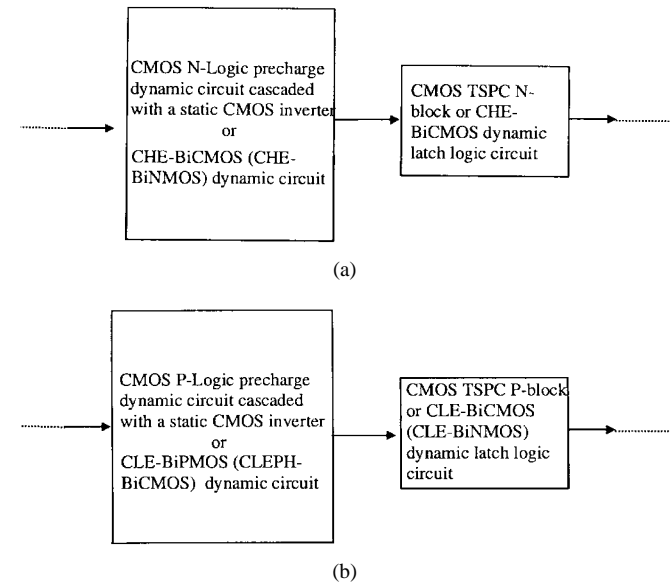 CMOS N-Logic precharge
dynamic circuit cascaded
with a static CMOS inverter
or
CHE-BiCMOS (CHE-
BiNMOS) dynamic circuit
CMOS TSPC N-
block or CHE-
BiCMOS dynamic
latch logic circuit
(a)
CMOS P-Logic precharge
dynamic circuit cascaded
with a static CMOS inverter
or
CLE-BiPMOS (CLEPH-
BiCMOS) dynamic circuit
CMOS TSPC P-block
or CLE-BiCMOS
(CLE-BiNMOS)
dynamic latch logic
circuit
(b)